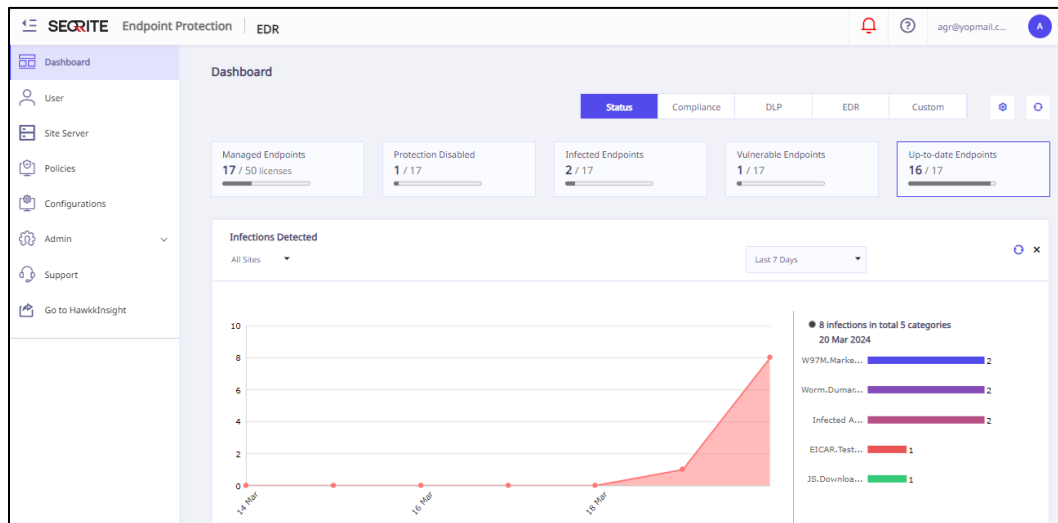 SEQRITE Endpoint Protection EDR
agr@yopmail.c...
A
Dashboard
User
Site Server
Policies
Configurations
Admin
Support
Go to HawkkInsight
Dashboard
Status Compliance DLP EDR Custom
Managed Endpoints
17 / 50 licenses
Protection Disabled
1 / 17
Infected Endpoints
2 / 17
Vulnerable Endpoints
1 / 17
Up-to-date Endpoints
16 / 17
Infections Detected
All Sites
Last 7 Days
10
8
6
4
2
0
14 Mar
16 Mar
18 Mar
8 infections in total 5 categories
20 Mar 2024
W97M.Marke... 2
Worm.Dumar... 2
Infected A... 2
EICAR.Test... 1
JS.Downloa... 1